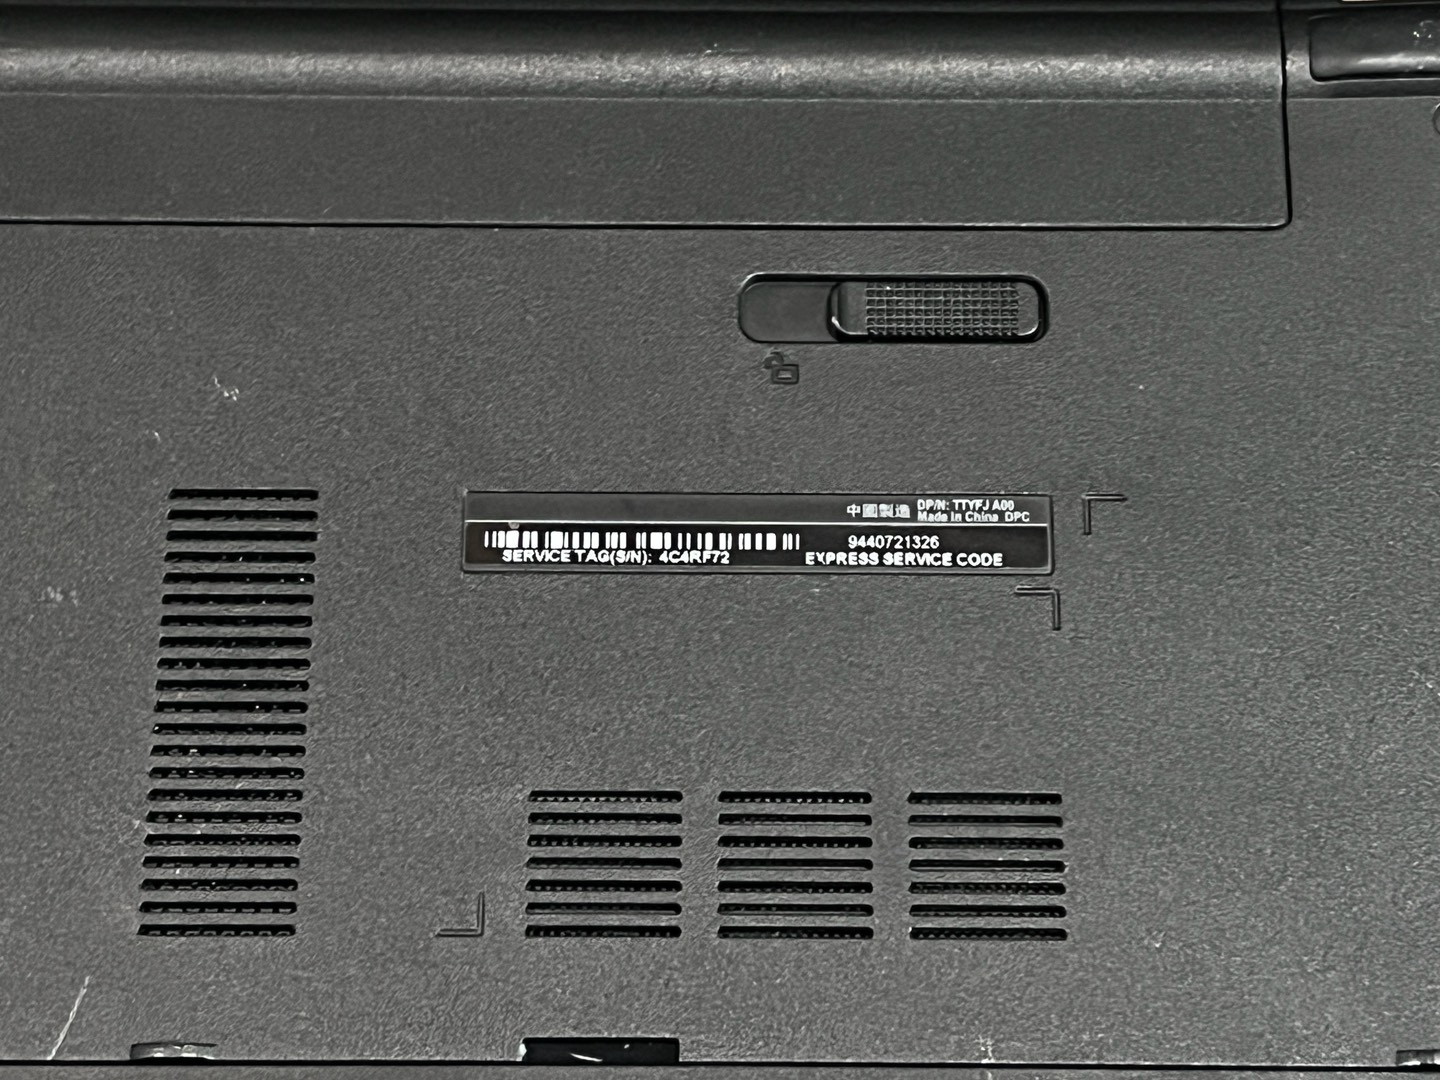 中國製造 DP/N: TTYFJ A00
Made in China DPC
9440721326
SERVICE TAG(S/N): 4C4RF72
EXPRESS SERVICE CODE